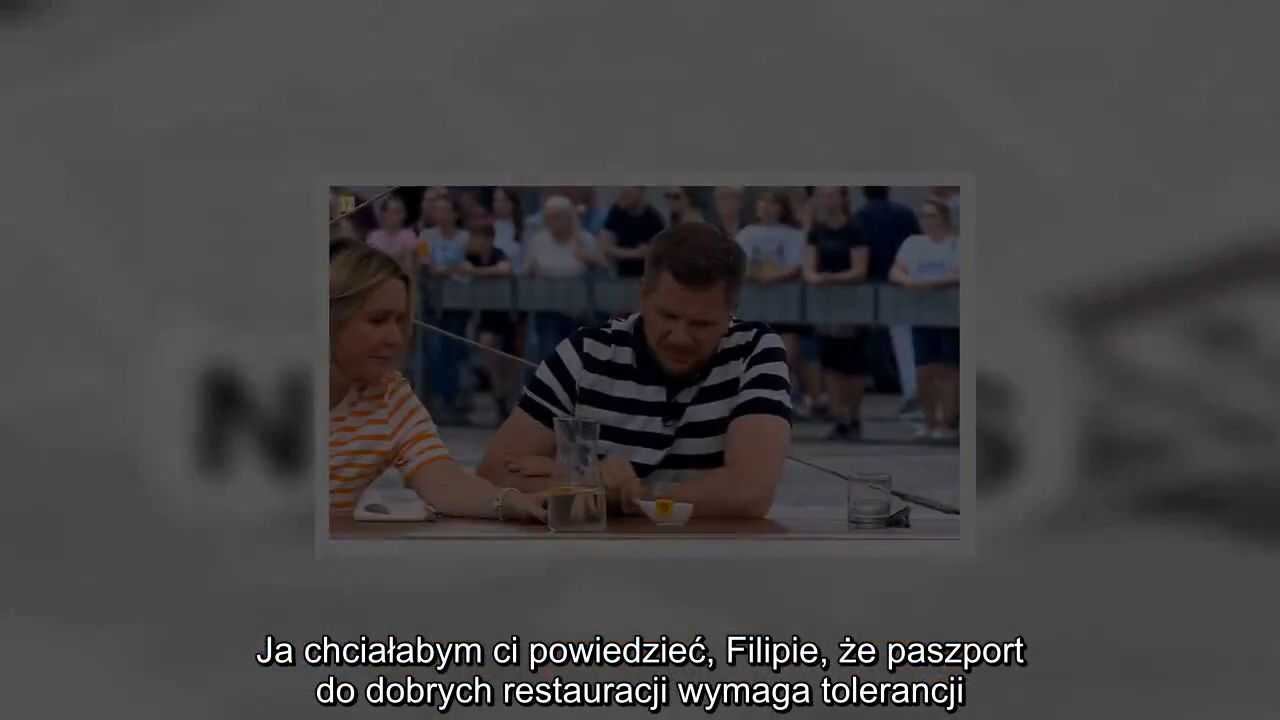 Ja chciałabym ci powiedzieć, Filipie, że paszport
do dobrych restauracji wymaga tolerancji